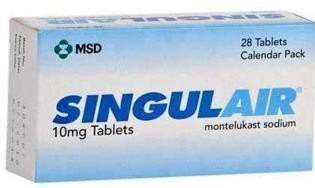 MSD
28 Tablets
Calendar Pack
SINGULAIR®
10mg Tablets
montelukast sodium